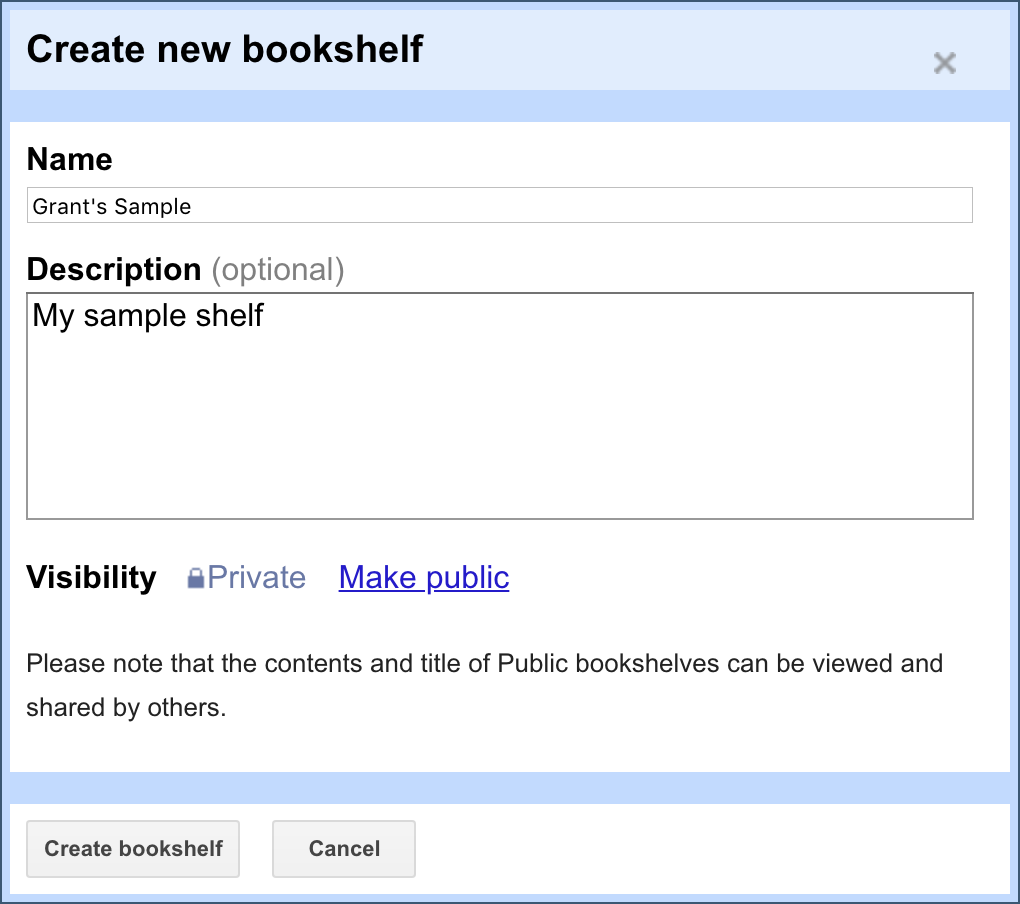 Create new bookshelf
Name
Grant's Sample
Description (optional)
My sample shelf
Visibility Private Make public
Please note that the contents and title of Public bookshelves can be viewed and
shared by others.
Create bookshelf Cancel